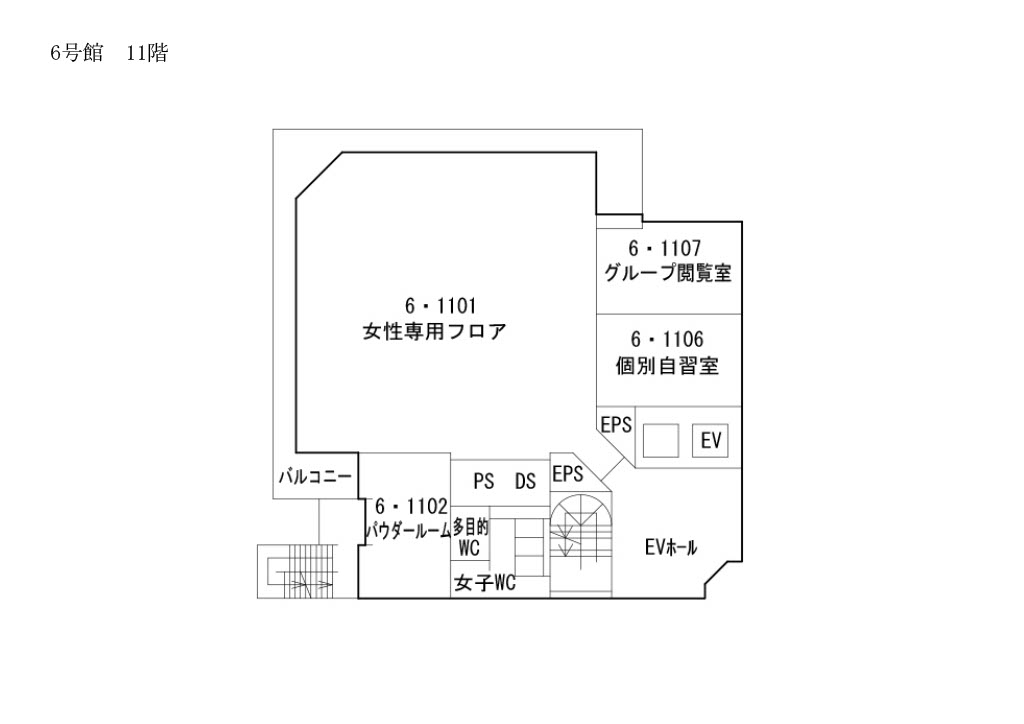 6号館　11階
6・1107
グループ閲覧室
6・1101
女性専用フロア
6・1106
個別自習室
EPS
EV
バルコニー
PS
DS
EPS
6・1102
パウダールーム
多目的
WC
EVホール
女子WC